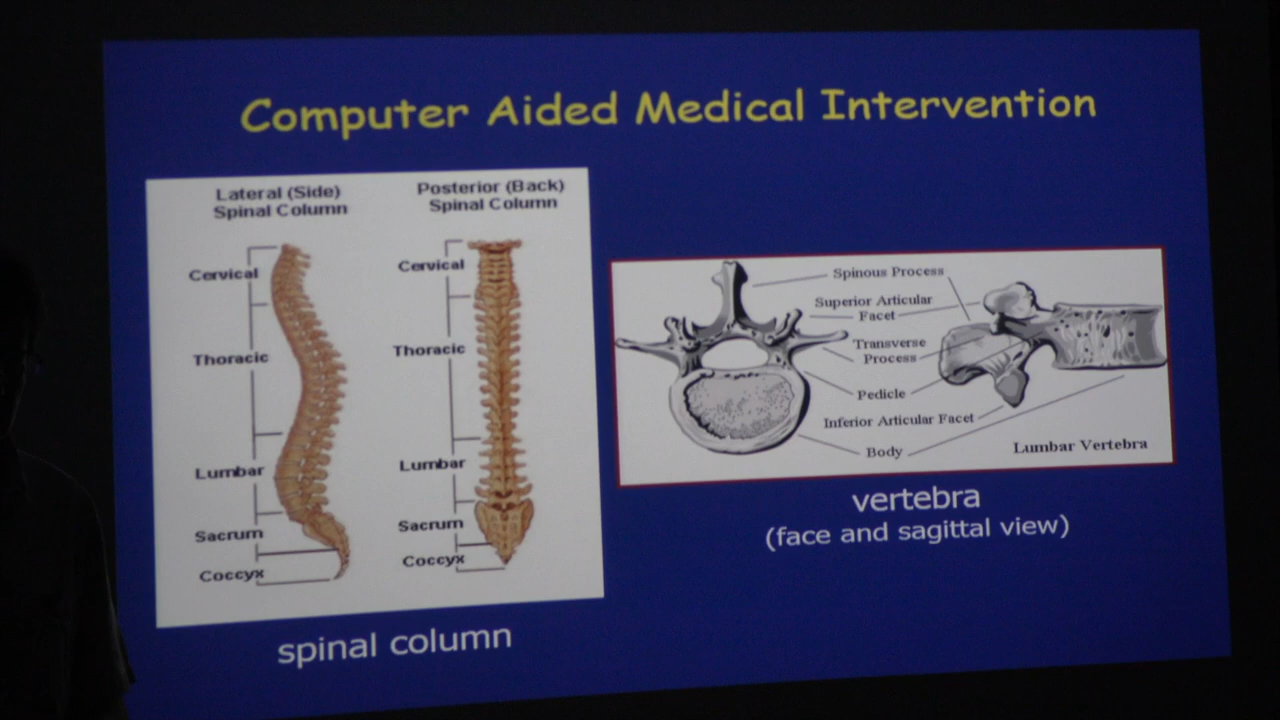 Computer Aided Medical Intervention
Lateral (Side)
Spinal Column
Cervical
Thoracic
Lumbar
Sacrum
Coccyx
Posterior (Back)
Spinal Column
Cervical
Thoracic
Lumbar
Sacrum
Coccyx
spinal column
Spinous Process
Superior Articular
Facet
Transverse
Process
Pedicle
Inferior Articular Facet
Body
Lumbar Vertebra
vertebra
(face and sagittal view)